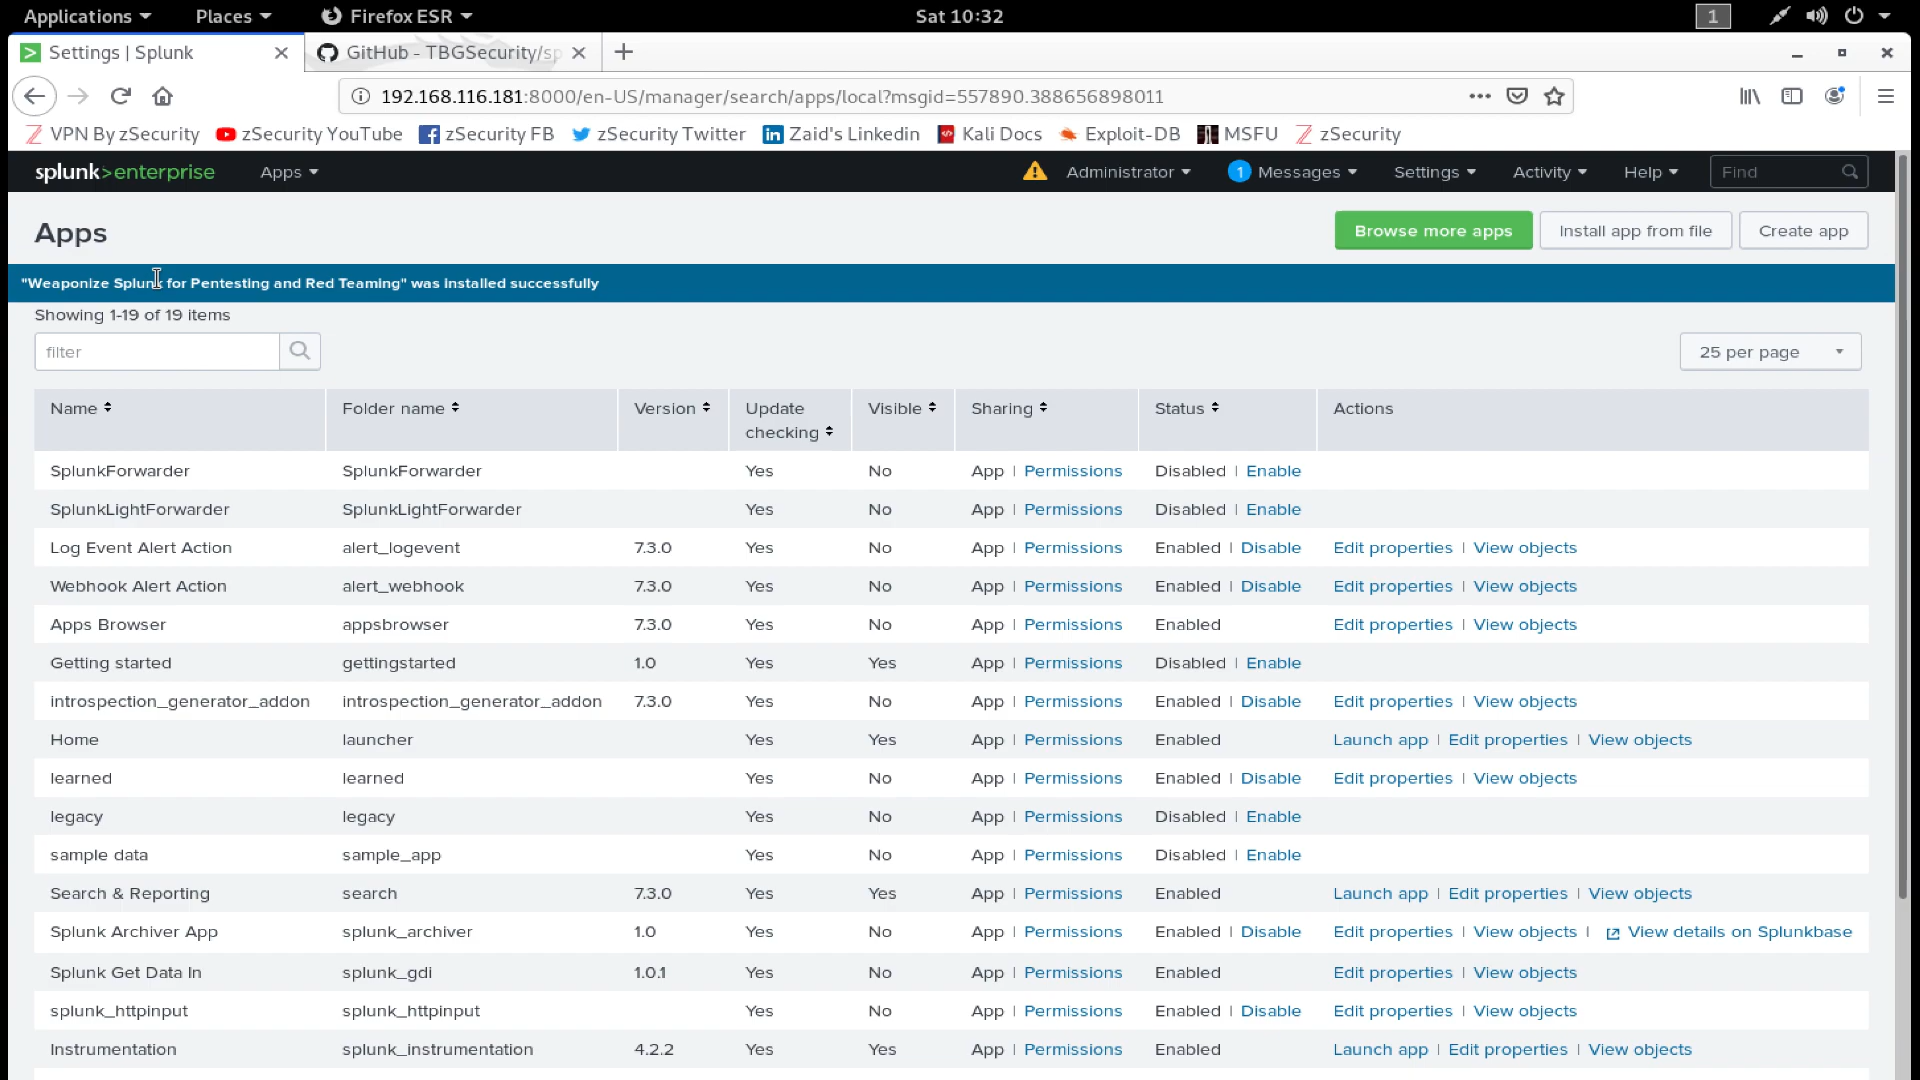 Applications Places Firefox ESR Sat 10:32 1
Settings | Splunk GitHub - TBGSecurity/sp
192.168.116.181:8000/en-US/manager/search/apps/local?msgid=557890.388656898011
VPN By zSecurity zSecurity YouTube zSecurity FB zSecurity Twitter Zaid's Linkedin Kali Docs Exploit-DB MSFU zSecurity
splunk>enterprise Apps Administrator 1 Messages Settings Activity Help Find
Apps Browse more apps Install app from file Create app
"Weaponize Splunk for Pentesting and Red Teaming" was installed successfully
Showing 1-19 of 19 items
filter 25 per page
Name Folder name Version Update checking Visible Sharing Status Actions
SplunkForwarder SplunkForwarder Yes No App | Permissions Disabled | Enable
SplunkLightForwarder SplunkLightForwarder Yes No App | Permissions Disabled | Enable
Log Event Alert Action alert_logevent 7.3.0 Yes No App | Permissions Enabled | Disable Edit properties | View objects
Webhook Alert Action alert_webhook 7.3.0 Yes No App | Permissions Enabled | Disable Edit properties | View objects
Apps Browser appsbrowser 7.3.0 Yes No App | Permissions Enabled Edit properties | View objects
Getting started gettingstarted 1.0 Yes Yes App | Permissions Disabled | Enable
introspection_generator_addon introspection_generator_addon 7.3.0 Yes No App | Permissions Enabled | Disable Edit properties | View objects
Home launcher Yes Yes App | Permissions Enabled Launch app | Edit properties | View objects
learned learned Yes No App | Permissions Enabled | Disable Edit properties | View objects
legacy legacy Yes No App | Permissions Disabled | Enable
sample data sample_app Yes No App | Permissions Disabled | Enable
Search & Reporting search 7.3.0 Yes Yes App | Permissions Enabled Launch app | Edit properties | View objects
Splunk Archiver App splunk_archiver 1.0 Yes No App | Permissions Enabled | Disable Edit properties | View objects | View details on Splunkbase
Splunk Get Data In splunk_gdi 1.0.1 Yes No App | Permissions Enabled Edit properties | View objects
splunk_httpinput splunk_httpinput Yes No App | Permissions Enabled | Disable Edit properties | View objects
Instrumentation splunk_instrumentation 4.2.2 Yes Yes App | Permissions Enabled Launch app | Edit properties | View objects